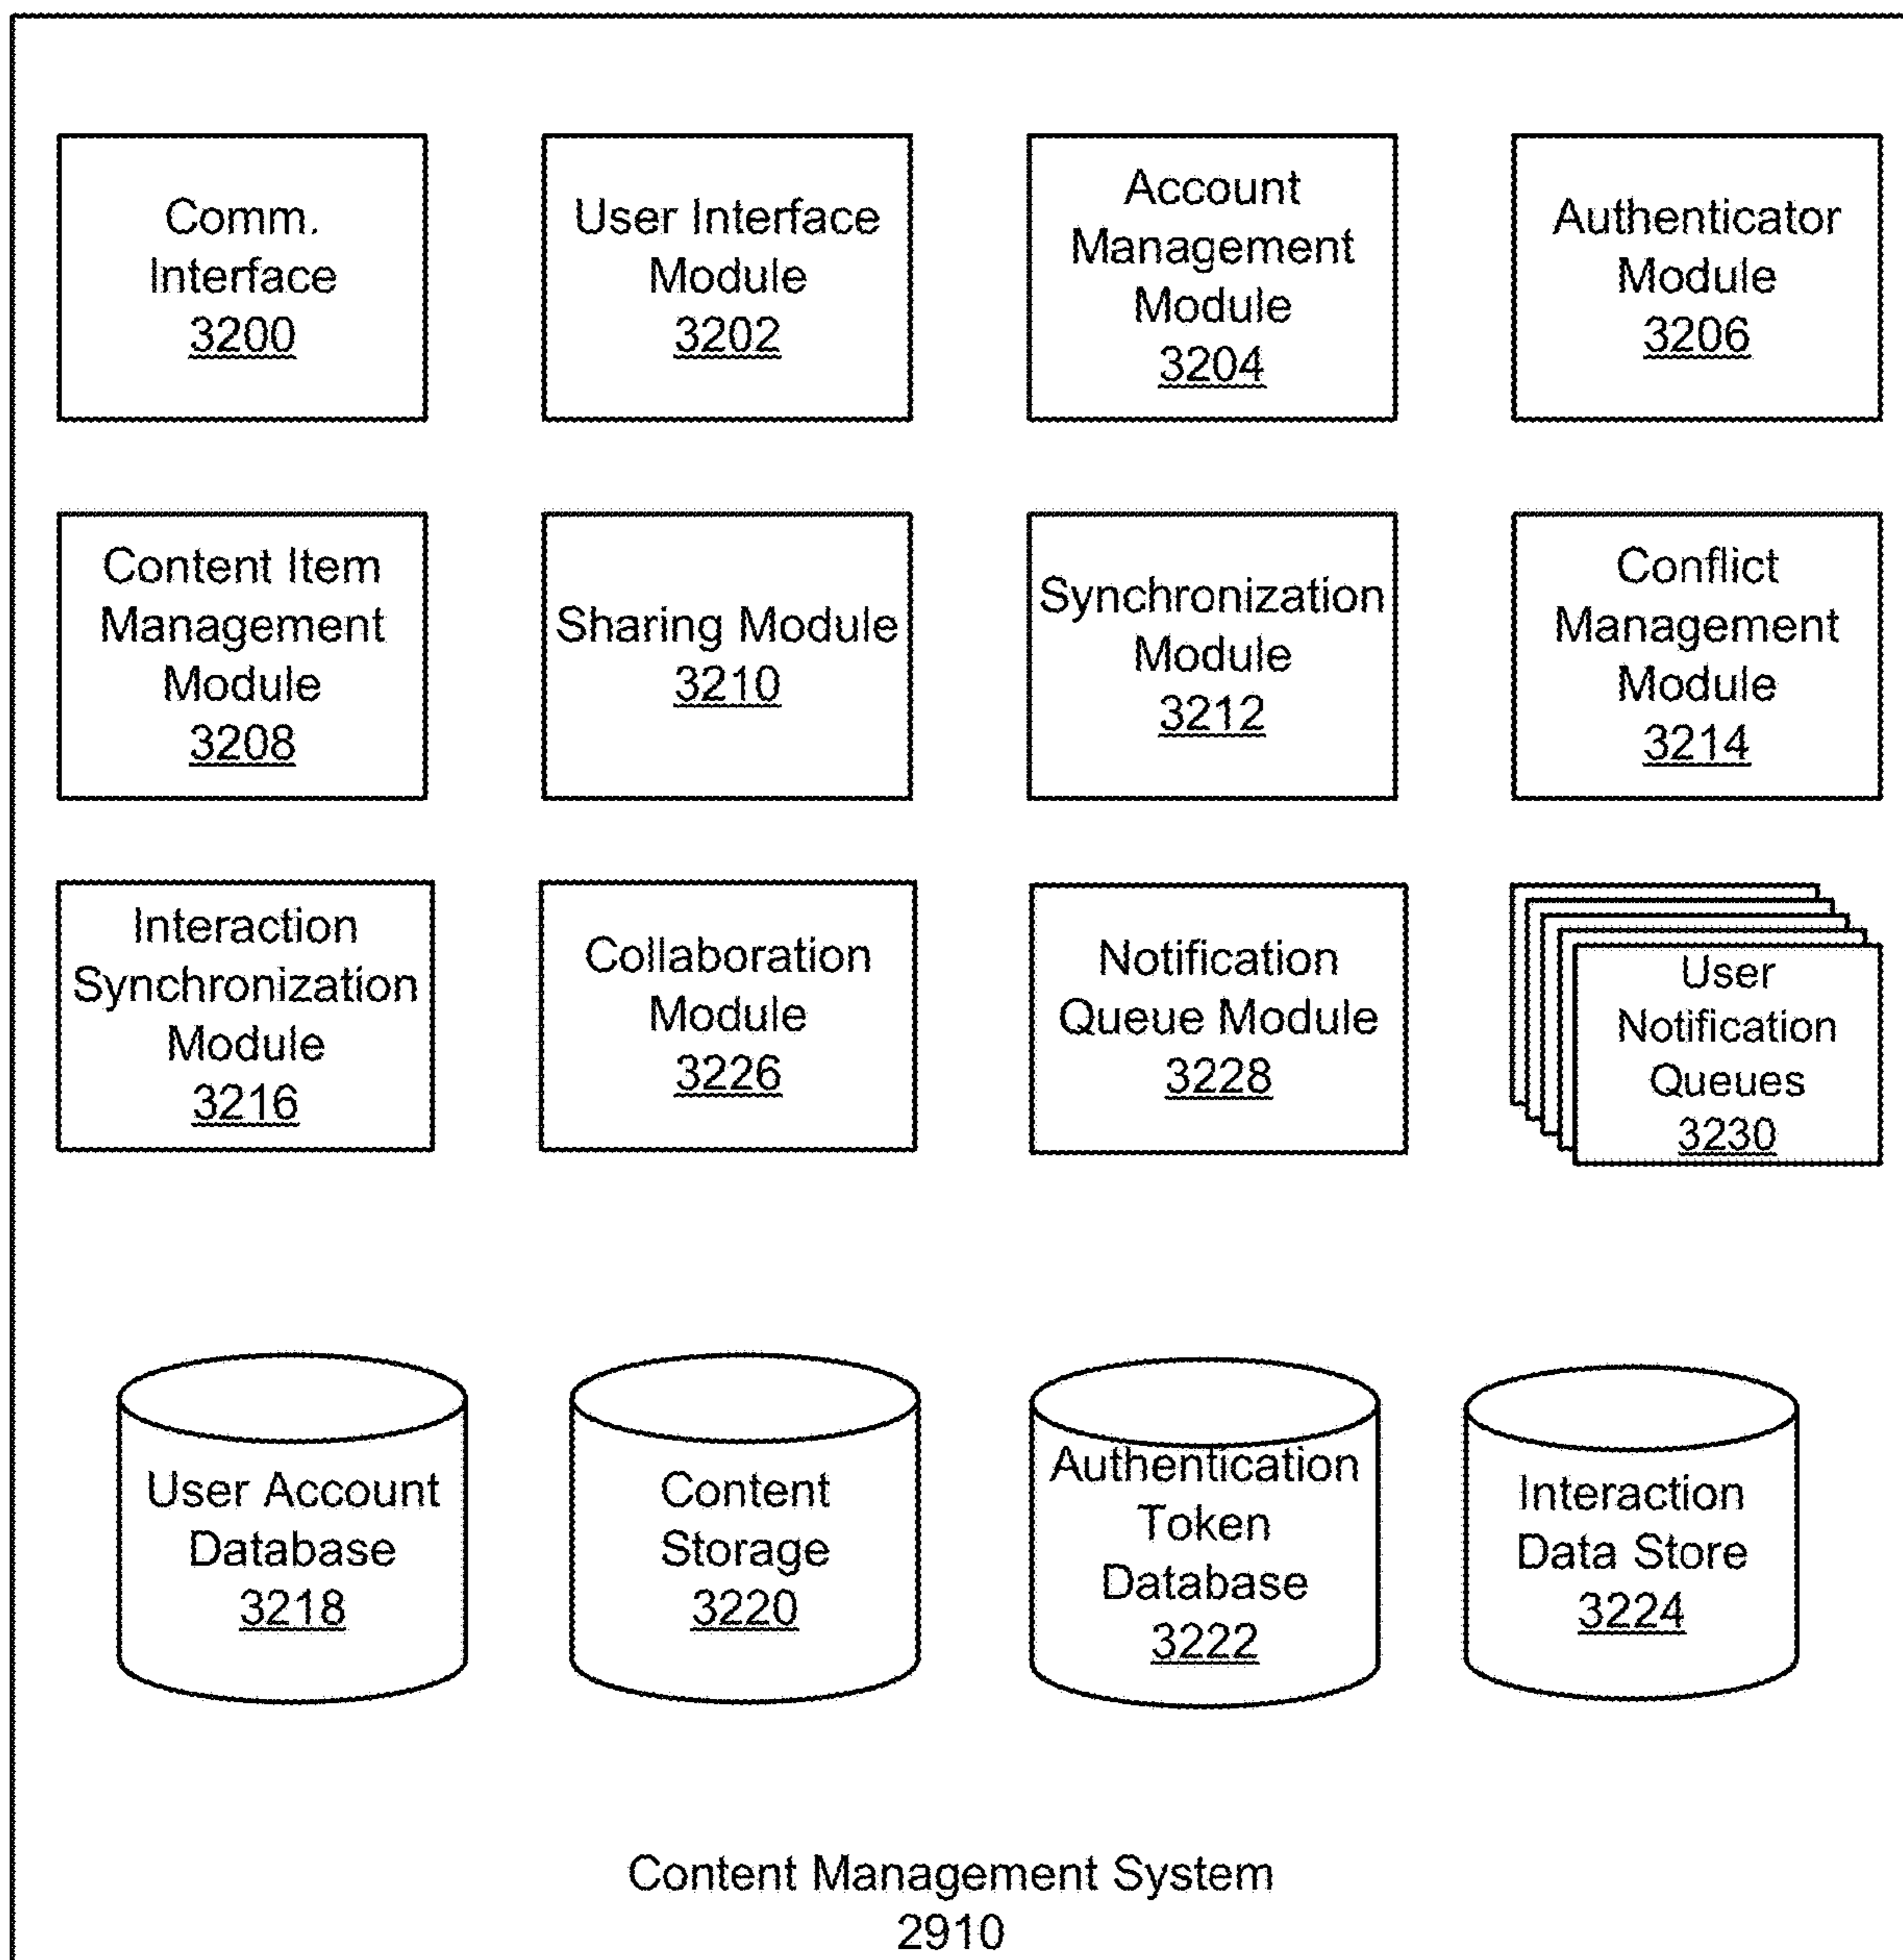 Comm.
Interface
3200
User Interface
Module
3202
Account
Management
Module
3204
Authenticator
Module
3206
Content Item
Management
Module
3208
Sharing Module
3210
Synchronization
Module
3212
Conflict
Management
Module
3214
Interaction
Synchronization
Module
3216
Collaboration
Module
3226
Notification
Queue Module
3228
User
Notification
Queues
3230
User Account
Database
3218
Content
Storage
3220
Authentication
Token
Database
3222
Interaction
Data Store
3224
Content Management System
2910